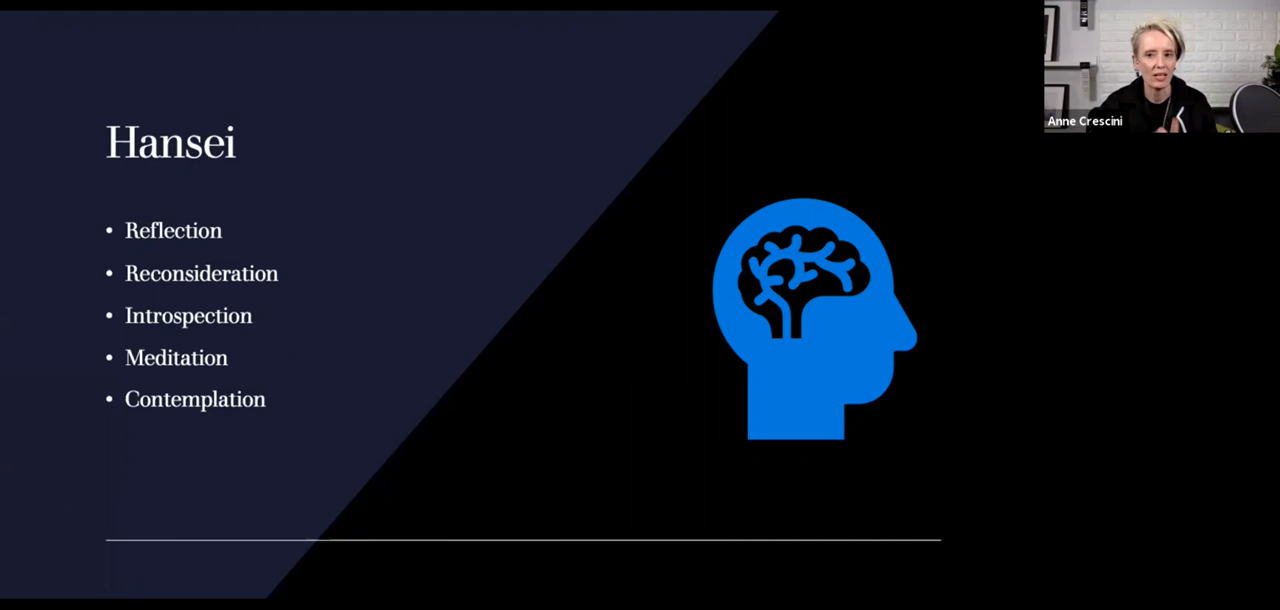 Hansei
• Reflection
• Reconsideration
• Introspection
• Meditation
• Contemplation
Anne Crescini